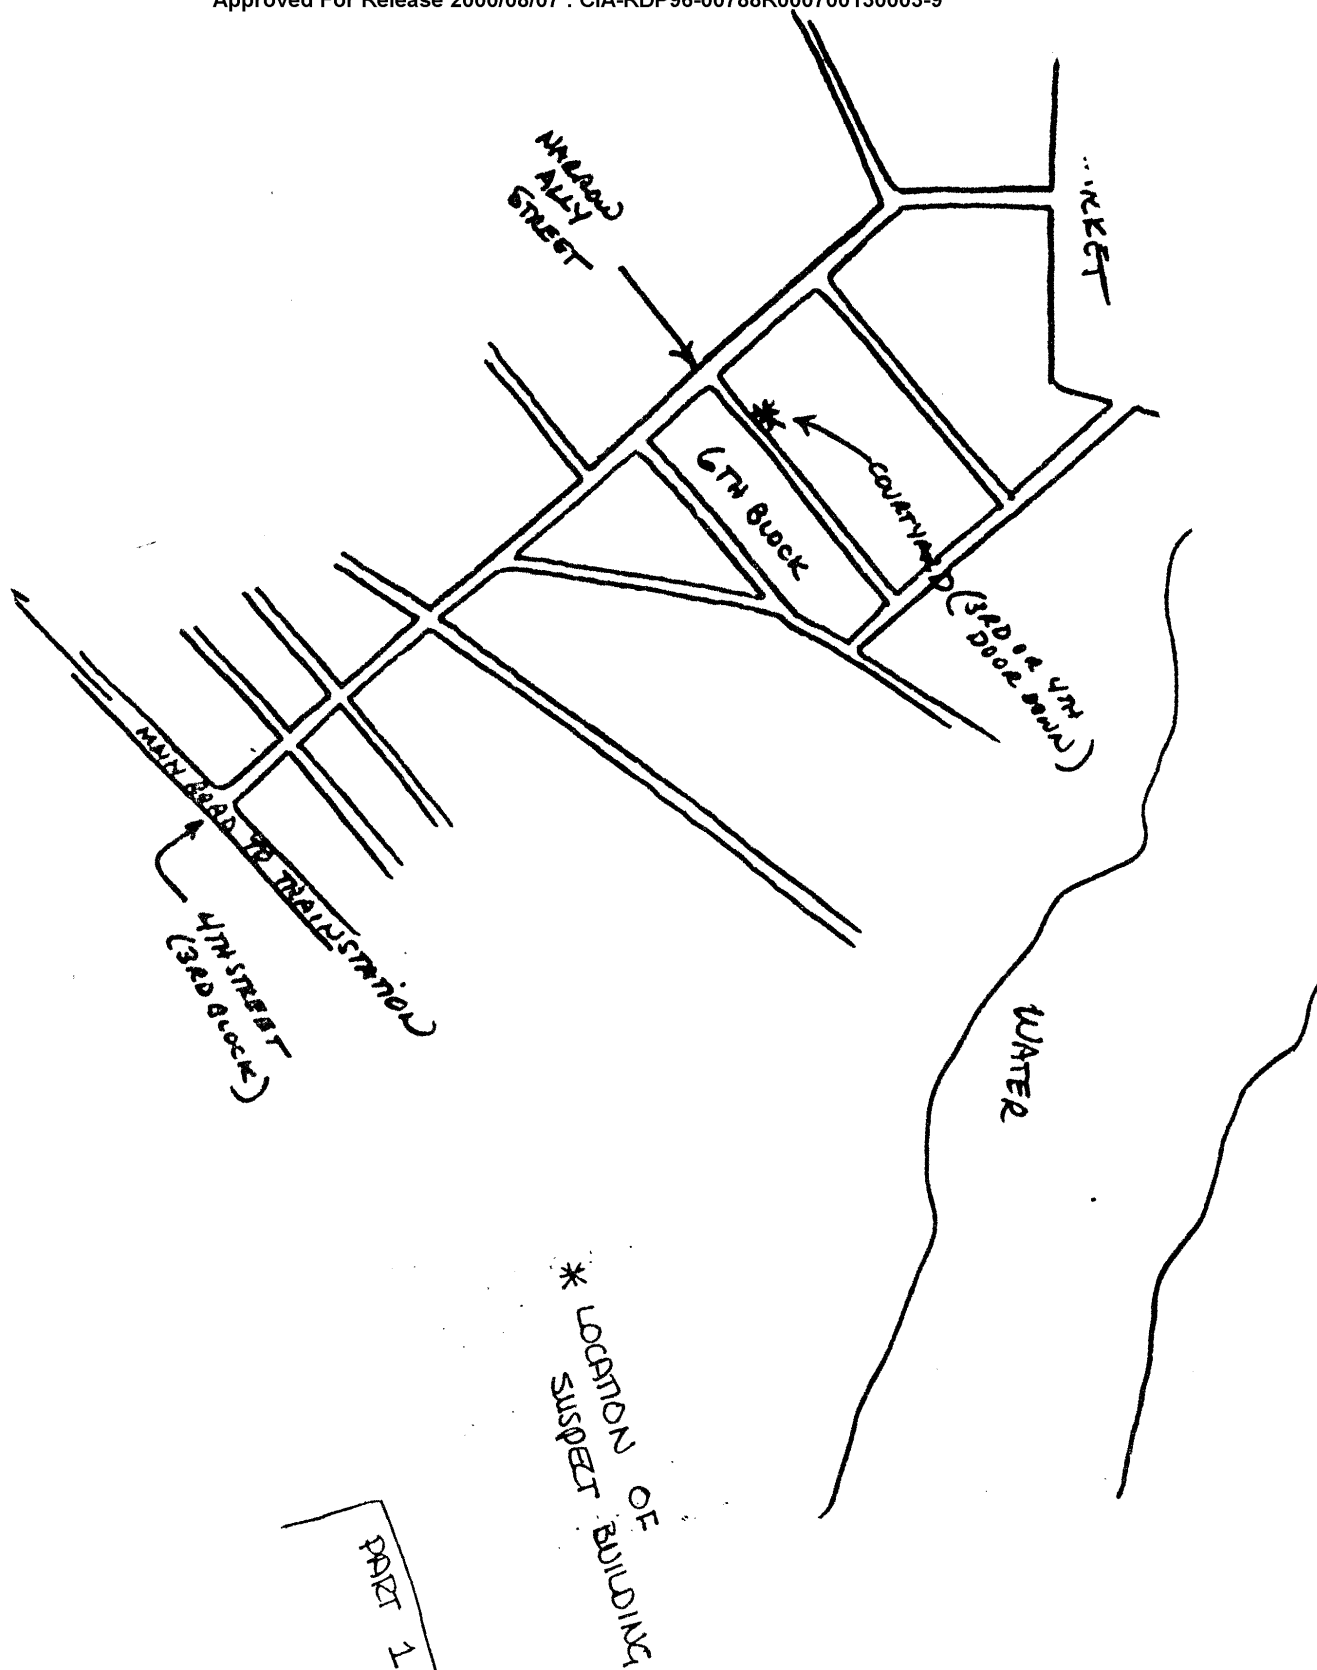 Approved For Release 2000/08/07 : CIA-RDP96-00788R000700130003-9
NARROW
ALLY
STREET
...RKET
6TH BLOCK
COURTYARD (3RD OR 4TH
DOOR DOWN)
MAIN ROAD TO TRAINSTATION
4TH STREET
(3RD BLOCK)
WATER
* LOCATION OF
SUSPECT BUILDING
PART 1